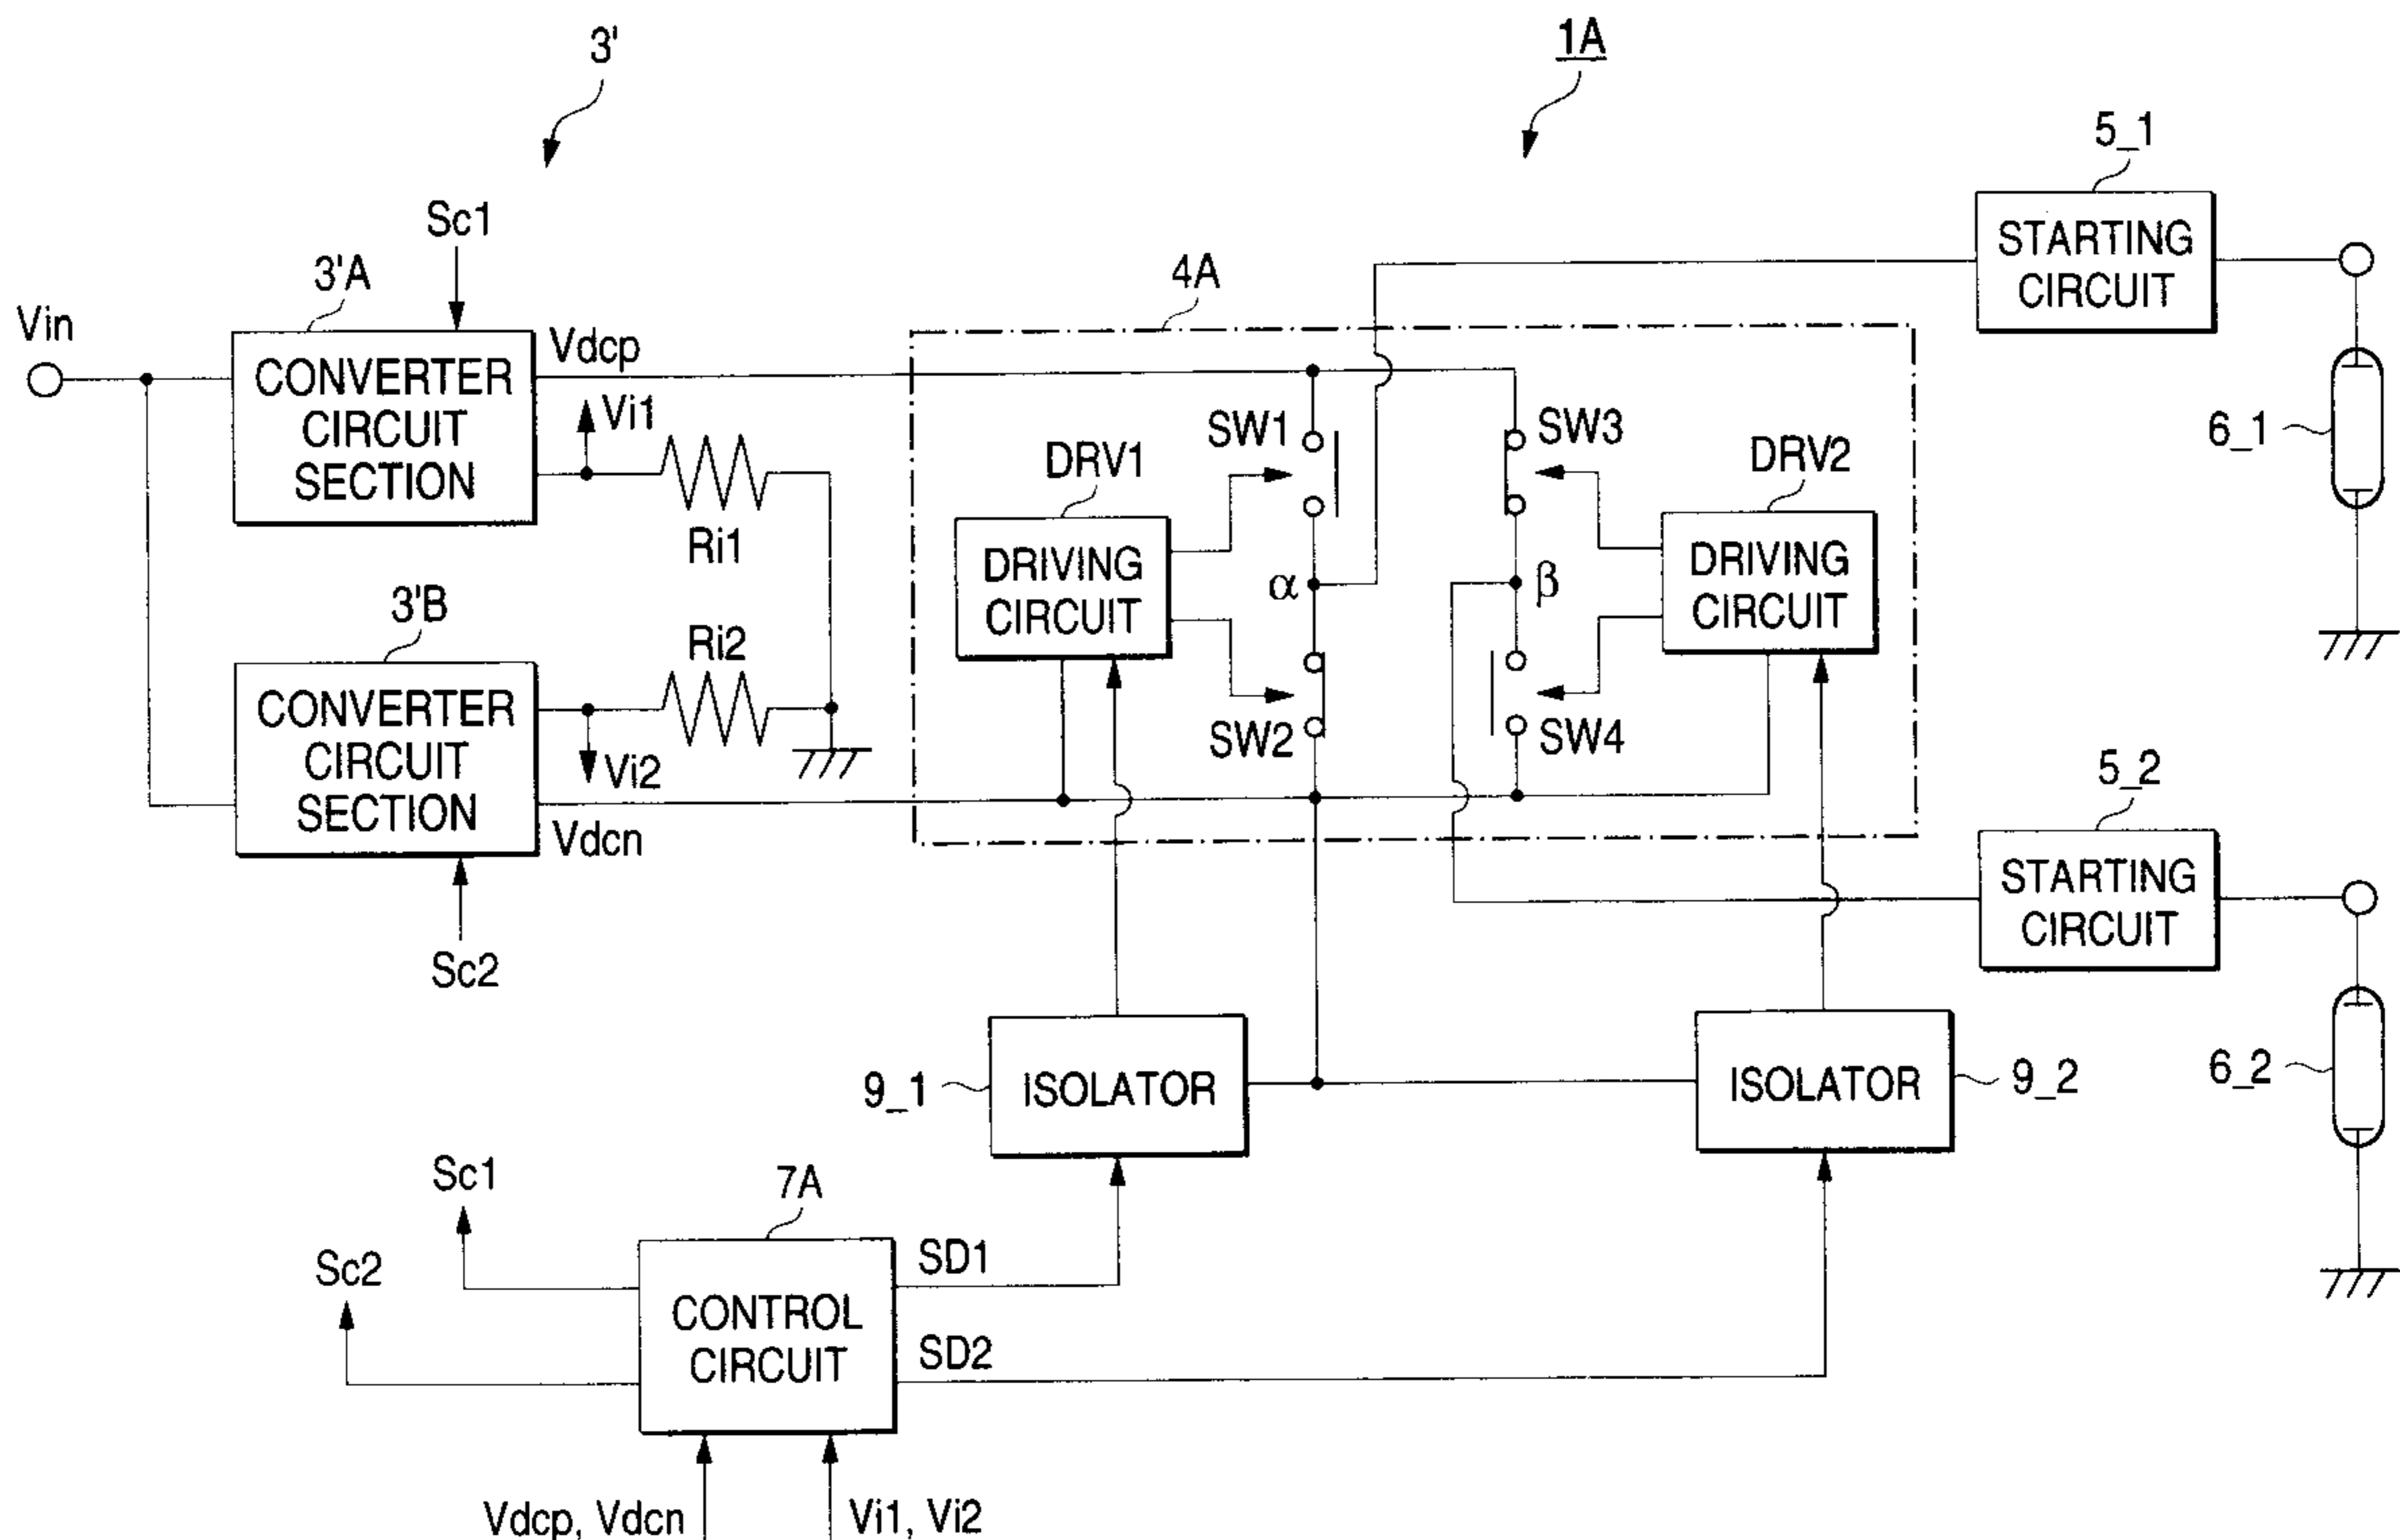 3'
1A
5_1
STARTING
CIRCUIT
Sc1
3'A
4A
Vin
CONVERTER
CIRCUIT
SECTION
Vdcp
Vi1
Ri1
SW1
SW3
DRV1
DRV2
6_1
DRIVING
CIRCUIT
α
β
DRIVING
CIRCUIT
3'B
Ri2
CONVERTER
CIRCUIT
SECTION
Vi2
Vdcn
SW2
SW4
Sc2
5_2
STARTING
CIRCUIT
9_1
ISOLATOR
ISOLATOR
9_2
6_2
Sc1
Sc2
7A
CONTROL
CIRCUIT
SD1
SD2
Vdcp, Vdcn
Vi1, Vi2